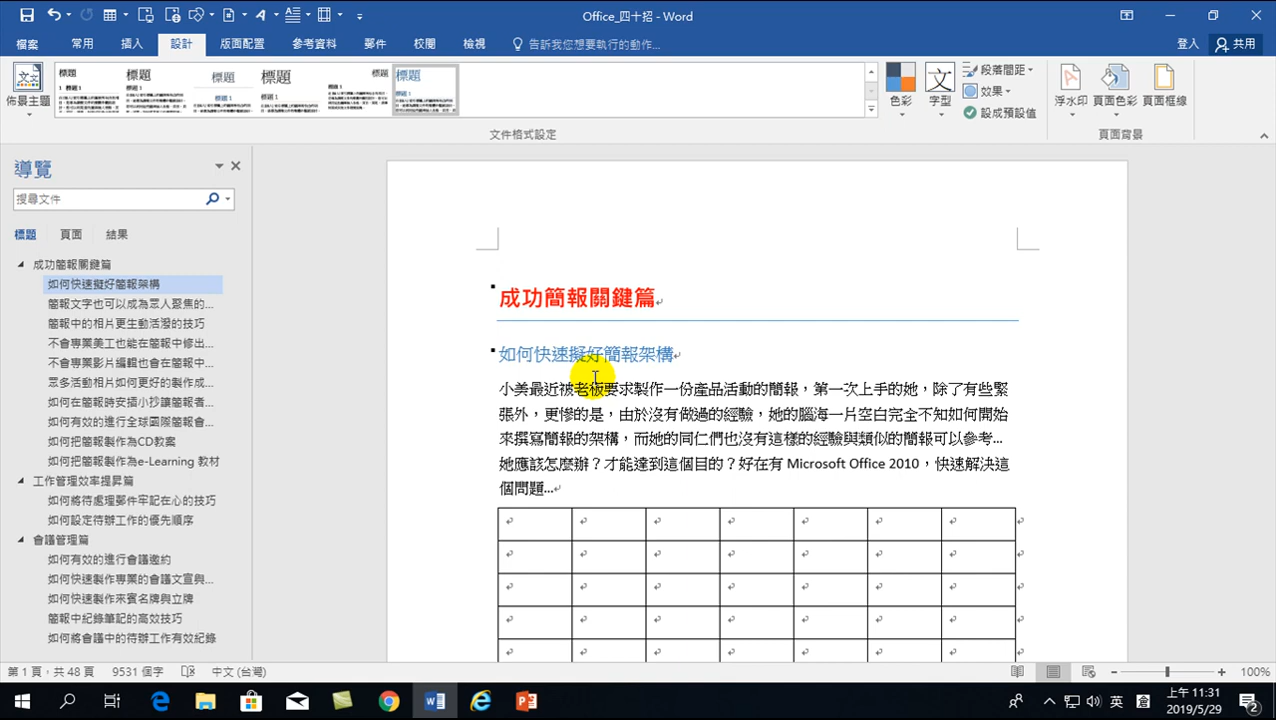 Office_四十招 - Word
檔案 常用 插入 設計 版面配置 參考資料 郵件 校閱 檢視 告訴我您想要執行的動作... 登入 共用
佈景主題
標題 標題 標題 標題 標題 標題
色彩 字型
段落間距
效果
設成預設值
浮水印 頁面色彩 頁面框線
文件格式設定 頁面背景
導覽
搜尋文件
標題 頁面 結果
成功簡報關鍵篇
如何快速擬好簡報架構
簡報文字也可以成為眾人聚焦的...
簡報中的相片更生動活潑的技巧
不會專業美工也能在簡報中修出...
不會專業影片編輯也會在簡報中...
眾多活動相片如何更好的製作成...
如何在簡報時安插小抄讓簡報者...
如何有效的進行全球國際簡報會...
如何把簡報製作為CD教案
如何把簡報製作為e-Learning 教材
工作管理效率提昇篇
如何將待處理郵件牢記在心的技巧
如何設定待辦工作的優先順序
會議管理篇
如何有效的進行會議邀約
如何快速製作專業的會議文宣與...
如何快速製作來賓名牌與立牌
簡報中紀錄筆記的高效技巧
如何將會議中的待辦工作有效紀錄
成功簡報關鍵篇
如何快速擬好簡報架構
小美最近被老板要求製作一份產品活動的簡報，第一次上手的她，除了有些緊
張外，更慘的是，由於沒有做過的經驗，她的腦海一片空白完全不知如何開始
來撰寫簡報的架構，而她的同仁們也沒有這樣的經驗與類似的簡報可以參考...
她應該怎麼辦？才能達到這個目的？好在有 Microsoft Office 2010，快速解決這
個問題...
第 1 頁，共 48 頁 9531 個字 中文 (台灣) 100%
英 上午 11:31
2019/5/29 2